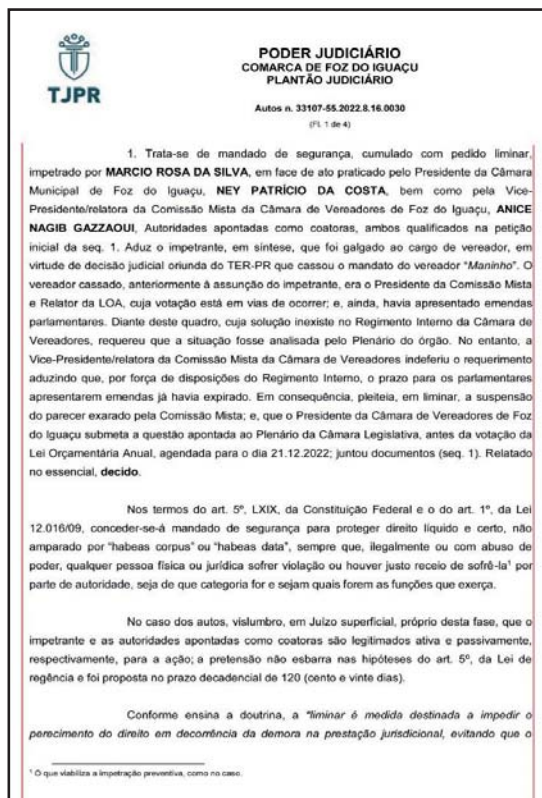 TJPR
PODER JUDICIÁRIO
COMARCA DE FOZ DO IGUAÇU
PLANTÃO JUDICIÁRIO
Autos n. 33107-55.2022.8.16.0030
(Fl. 1 de 4)
1. Trata-se de mandado de segurança, cumulado com pedido liminar,
impetrado por MARCIO ROSA DA SILVA, em face de ato praticado pelo Presidente da Câmara
Municipal de Foz do Iguaçu, NEY PATRÍCIO DA COSTA, bem como pela Vice-
Presidente/relatora da Comissão Mista da Câmara de Vereadores de Foz do Iguaçu, ANICE
NAGIB GAZZAOUI, Autoridades apontadas como coatoras, ambos qualificados na petição
inicial da seq. 1. Aduz o impetrante, em síntese, que foi galgado ao cargo de vereador, em
virtude de decisão judicial oriunda do TER-PR que cassou o mandato do vereador "Maninho". O
vereador cassado, anteriormente à assunção do impetrante, era o Presidente da Comissão Mista
e Relator da LOA, cuja votação está em vias de ocorrer; e, ainda, havia apresentado emendas
parlamentares. Diante deste quadro, cuja solução inexiste no Regimento Interno da Câmara de
Vereadores, requereu que a situação fosse analisada pelo Plenário do órgão. No entanto, a
Vice-Presidente/relatora da Comissão Mista da Câmara de Vereadores indeferiu o requerimento
aduzindo que, por força de disposições do Regimento Interno, o prazo para os parlamentares
apresentarem emendas já havia expirado. Em consequência, pleiteia, em liminar, a suspensão
do parecer exarado pela Comissão Mista; e, que o Presidente da Câmara de Vereadores de Foz
do Iguaçu submeta a questão apontada ao Plenário da Câmara Legislativa, antes da votação da
Lei Orçamentária Anual, agendada para o dia 21.12.2022; juntou documentos (seq. 1). Relatado
no essencial, decido.
Nos termos do art. 5º, LXIX, da Constituição Federal e o do art. 1º, da Lei
12.016/09, conceder-se-á mandado de segurança para proteger direito líquido e certo, não
amparado por "habeas corpus" ou "habeas data", sempre que, ilegalmente ou com abuso de
poder, qualquer pessoa física ou jurídica sofrer violação ou houver justo receio de sofrê-la¹ por
parte de autoridade, seja de que categoria for e sejam quais forem as funções que exerça.
No caso dos autos, vislumbro, em Juízo superficial, próprio desta fase, que o
impetrante e as autoridades apontadas como coatoras são legitimados ativa e passivamente,
respectivamente, para a ação; a pretensão não esbarra nas hipóteses do art. 5º, da Lei de
regência e foi proposta no prazo decadencial de 120 (cento e vinte dias).
Conforme ensina a doutrina, a "liminar é medida destinada a impedir o
perecimento do direito em decorrência da demora na prestação jurisdicional, evitando que o
¹ O que viabiliza a impetração preventiva, como no caso.